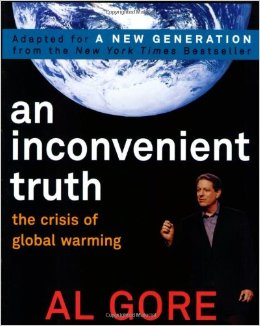 Adapted for A NEW GENERATION
from the New York Times Bestseller
an
inconvenient
truth
the crisis of
global warming
AL GORE